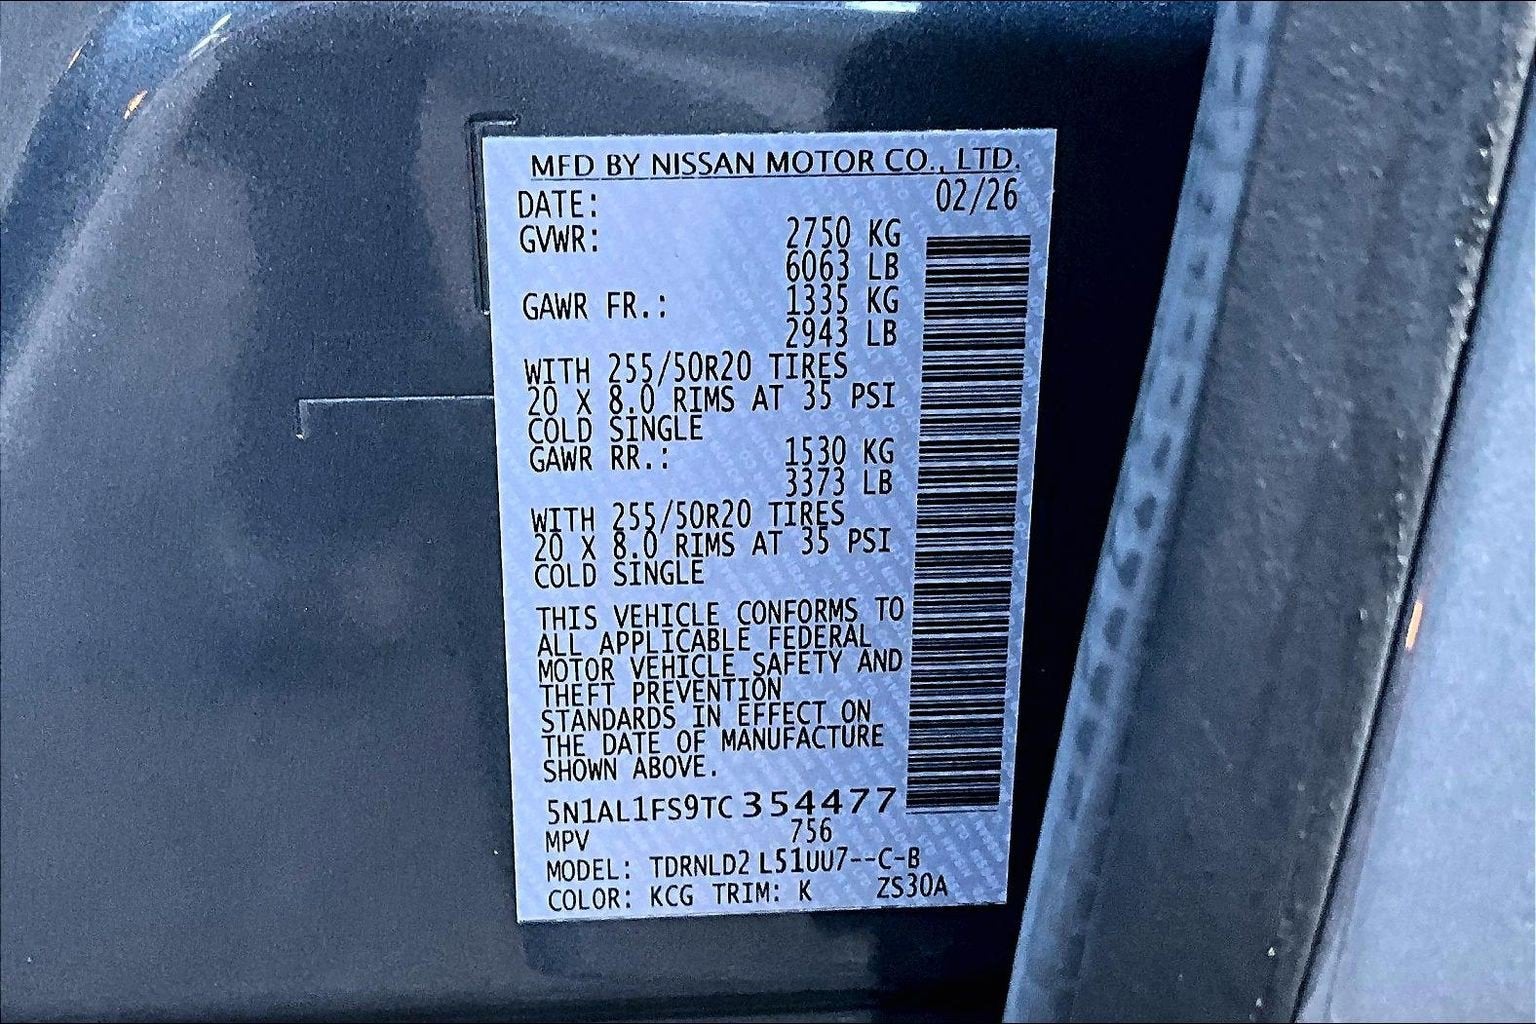 MFD BY NISSAN MOTOR CO., LTD.
DATE: 02/26
GVWR: 2750 KG
6063 LB
GAWR FR.: 1335 KG
2943 LB
WITH 255/50R20 TIRES
20 X 8.0 RIMS AT 35 PSI
COLD SINGLE
GAWR RR.: 1530 KG
3373 LB
WITH 255/50R20 TIRES
20 X 8.0 RIMS AT 35 PSI
COLD SINGLE
THIS VEHICLE CONFORMS TO
ALL APPLICABLE FEDERAL
MOTOR VEHICLE SAFETY AND
THEFT PREVENTION
STANDARDS IN EFFECT ON
THE DATE OF MANUFACTURE
SHOWN ABOVE.
5N1AL1FS9TC354477
MPV 756
MODEL: TDRNLD2 L51UU7--C-B
COLOR: KCG TRIM: K ZS30A